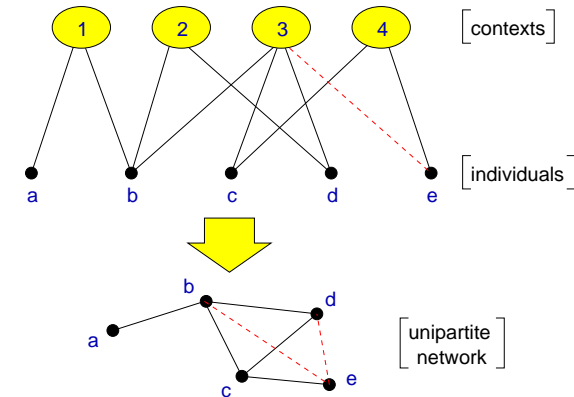 1 2 3 4 [contexts]
[individuals]
a b c d e
b
d
a
[unipartite
network]
c
e